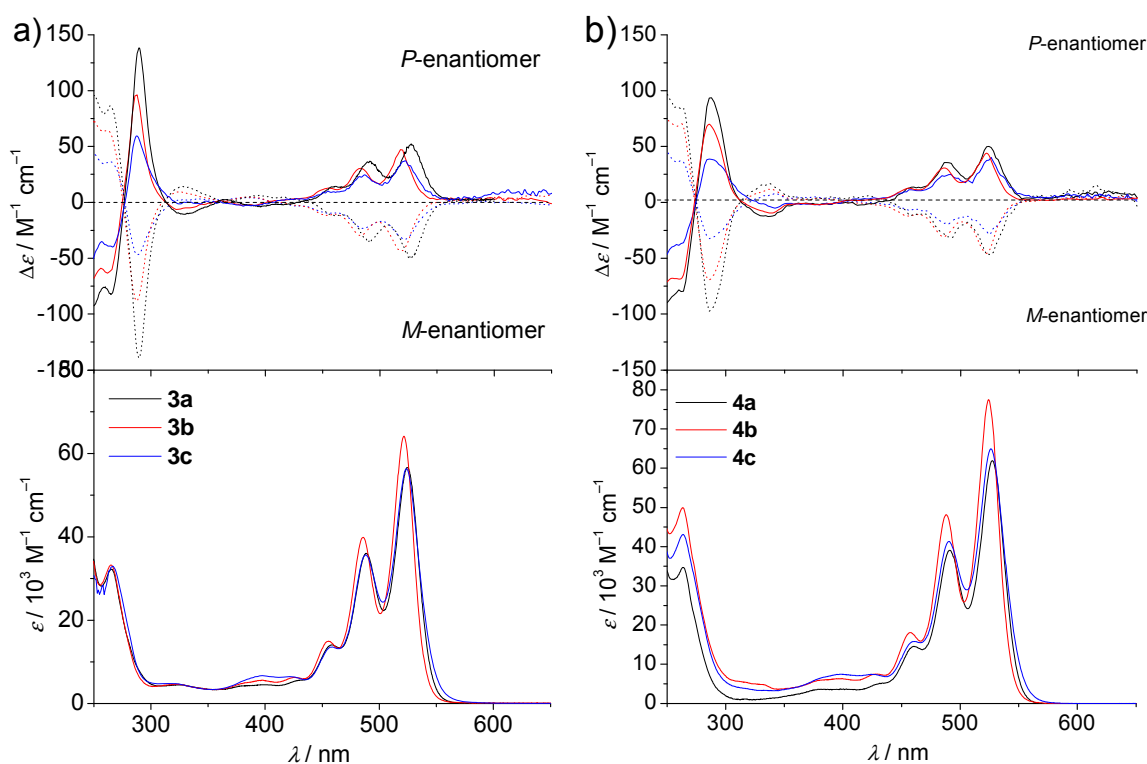 a)
150
100
50
0
-50
-100
-150
Δε / M⁻¹ cm⁻¹
P-enantiomer
M-enantiomer
80
60
40
20
0
ε / 10³ M⁻¹ cm⁻¹
3a
3b
3c
300 400 500 600
λ / nm
b)
150
100
50
0
-50
-100
-150
Δε / M⁻¹ cm⁻¹
P-enantiomer
M-enantiomer
80
70
60
50
40
30
20
10
0
ε / 10³ M⁻¹ cm⁻¹
4a
4b
4c
300 400 500 600
λ / nm